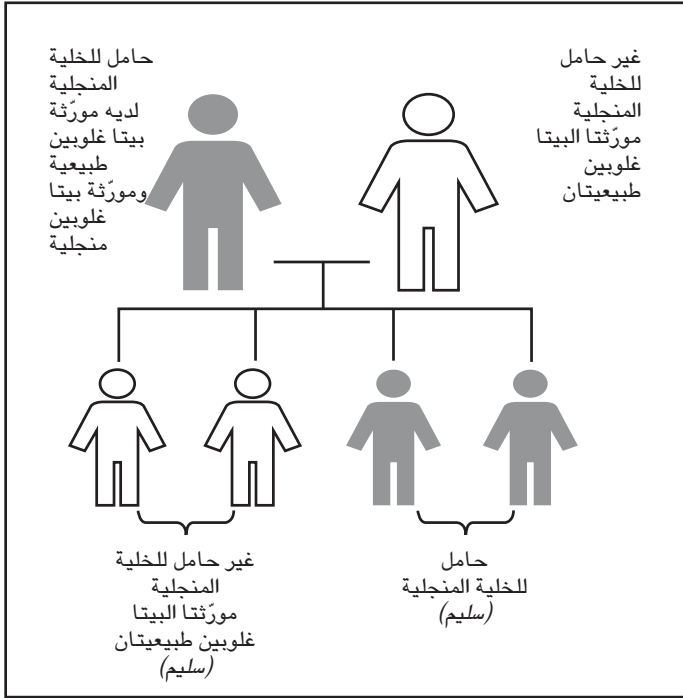 غير حامل
للخلية
المنجلية
مورّثتا البيتا
غلوبين
طبيعيتان
حامل للخلية
المنجلية
لديه مورّثة
بيتا غلوبين
طبيعية
ومورّثة بيتا
غلوبين
منجلية
حامل
للخلية المنجلية
(سليم)
غير حامل للخلية
المنجلية
مورّثتا البيتا
غلوبين طبيعيتان
(سليم)